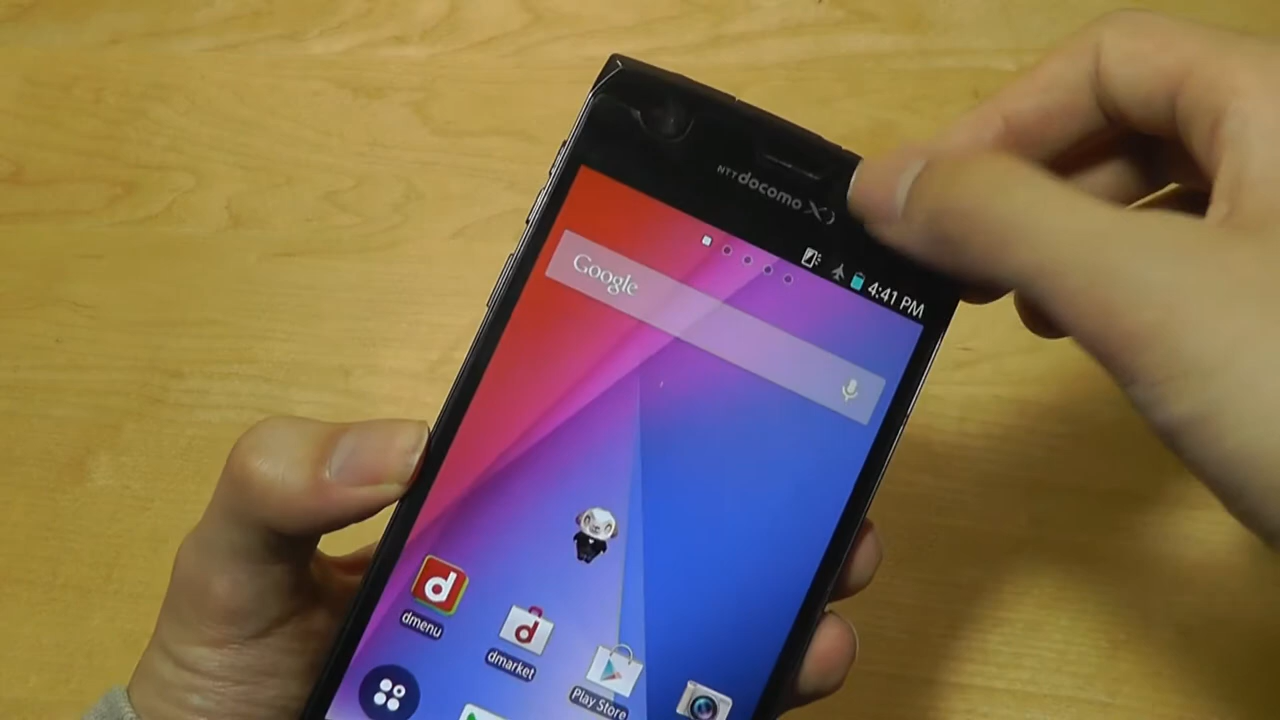 NTT docomo Xi
4:41 PM
Google
dmenu
dmarket
Play Store